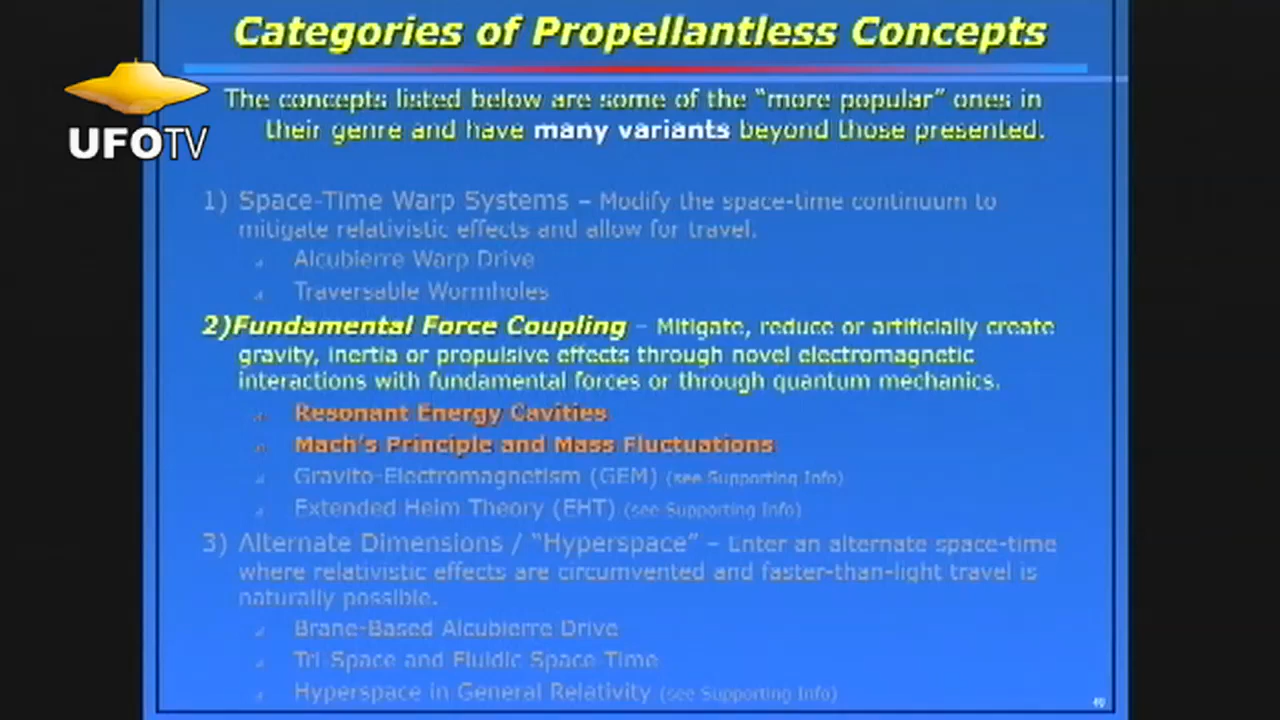 Categories of Propellantless Concepts
UFOTV
The concepts listed below are some of the “more popular” ones in
their genre and have many variants beyond those presented.
1) Space-Time Warp Systems – Modify the space-time continuum to
mitigate relativistic effects and allow for travel.
Alcubierre Warp Drive
Traversable Wormholes
2)Fundamental Force Coupling – Mitigate, reduce or artificially create
gravity, inertia or propulsive effects through novel electromagnetic
interactions with fundamental forces or through quantum mechanics.
Resonant Energy Cavities
Mach's Principle and Mass Fluctuations
Gravito-Electromagnetism (GEM) (see Supporting Info)
Extended Heim Theory (EHT) (see Supporting Info)
3) Alternate Dimensions / “Hyperspace” – Enter an alternate space-time
where relativistic effects are circumvented and faster-than-light travel is
naturally possible.
Brane-Based Alcubierre Drive
Tri-Space and Fluidic Space Time
Hyperspace in General Relativity (see Supporting Info)